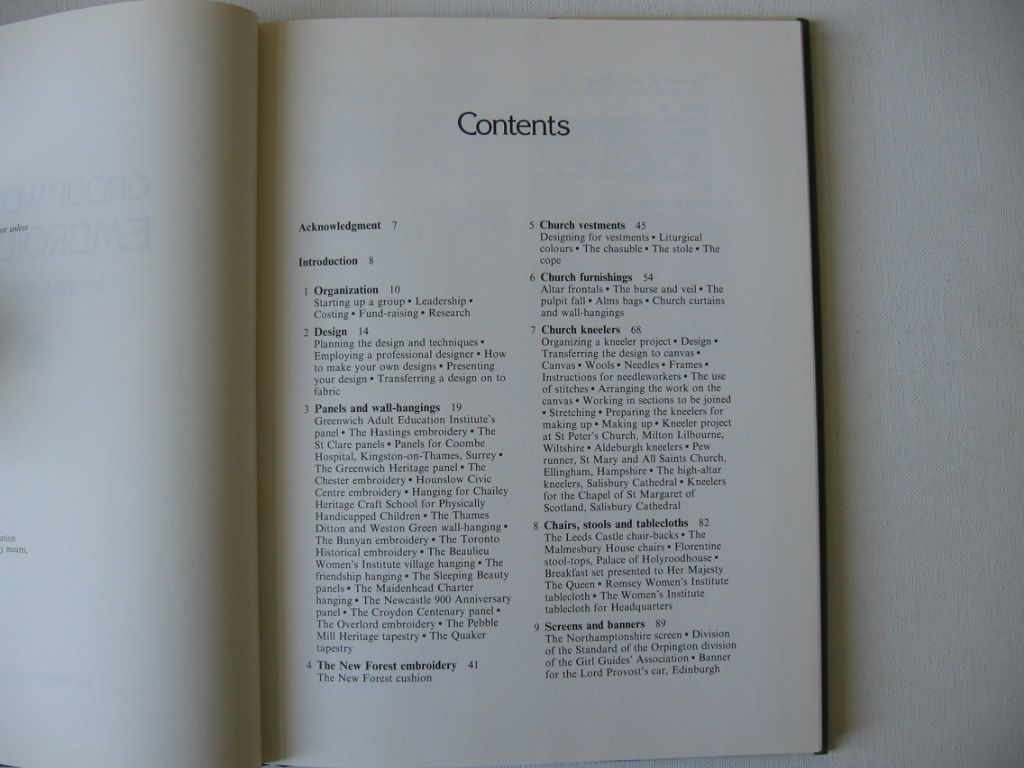 or unless
ation
y means,
GROUP WO
EMBROID
Contents
Acknowledgment 7
Introduction 8
1 Organization 10
Starting up a group • Leadership •
Costing • Fund-raising • Research
2 Design 14
Planning the design and techniques •
Employing a professional designer • How
to make your own designs • Presenting
your design • Transferring a design on to
fabric
3 Panels and wall-hangings 19
Greenwich Adult Education Institute's
panel • The Hastings embroidery • The
St Clare panels • Panels for Coombe
Hospital, Kingston-on-Thames, Surrey •
The Greenwich Heritage panel • The
Chester embroidery • Hounslow Civic
Centre embroidery • Hanging for Chailey
Heritage Craft School for Physically
Handicapped Children • The Thames
Ditton and Weston Green wall-hanging •
The Bunyan embroidery • The Toronto
Historical embroidery • The Beaulieu
Women's Institute village hanging • The
friendship hanging • The Sleeping Beauty
panels • The Maidenhead Charter
hanging • The Newcastle 900 Anniversary
panel • The Croydon Centenary panel •
The Overlord embroidery • The Pebble
Mill Heritage tapestry • The Quaker
tapestry
4 The New Forest embroidery 41
The New Forest cushion
5 Church vestments 45
Designing for vestments • Liturgical
colours • The chasuble • The stole • The
cope
6 Church furnishings 54
Altar frontals • The burse and veil • The
pulpit fall • Alms bags • Church curtains
and wall-hangings
7 Church kneelers 68
Organizing a kneeler project • Design •
Transferring the design to canvas •
Canvas • Wools • Needles • Frames •
Instructions for needleworkers • The use
of stitches • Arranging the work on the
canvas • Working in sections to be joined
• Stretching • Preparing the kneelers for
making up • Making up • Kneeler project
at St Peter's Church, Milton Lilbourne,
Wiltshire • Aldeburgh kneelers • Pew
runner, St Mary and All Saints Church,
Ellingham, Hampshire • The high-altar
kneelers, Salisbury Cathedral • Kneelers
for the Chapel of St Margaret of
Scotland, Salisbury Cathedral
8 Chairs, stools and tablecloths 82
The Leeds Castle chair-backs • The
Malmesbury House chairs • Florentine
stool-tops, Palace of Holyroodhouse •
Breakfast set presented to Her Majesty
The Queen • Romsey Women's Institute
tablecloth • The Women's Institute
tablecloth for Headquarters
9 Screens and banners 89
The Northamptonshire screen • Division
of the Standard of the Orpington division
of the Girl Guides' Association • Banner
for the Lord Provost's car, Edinburgh